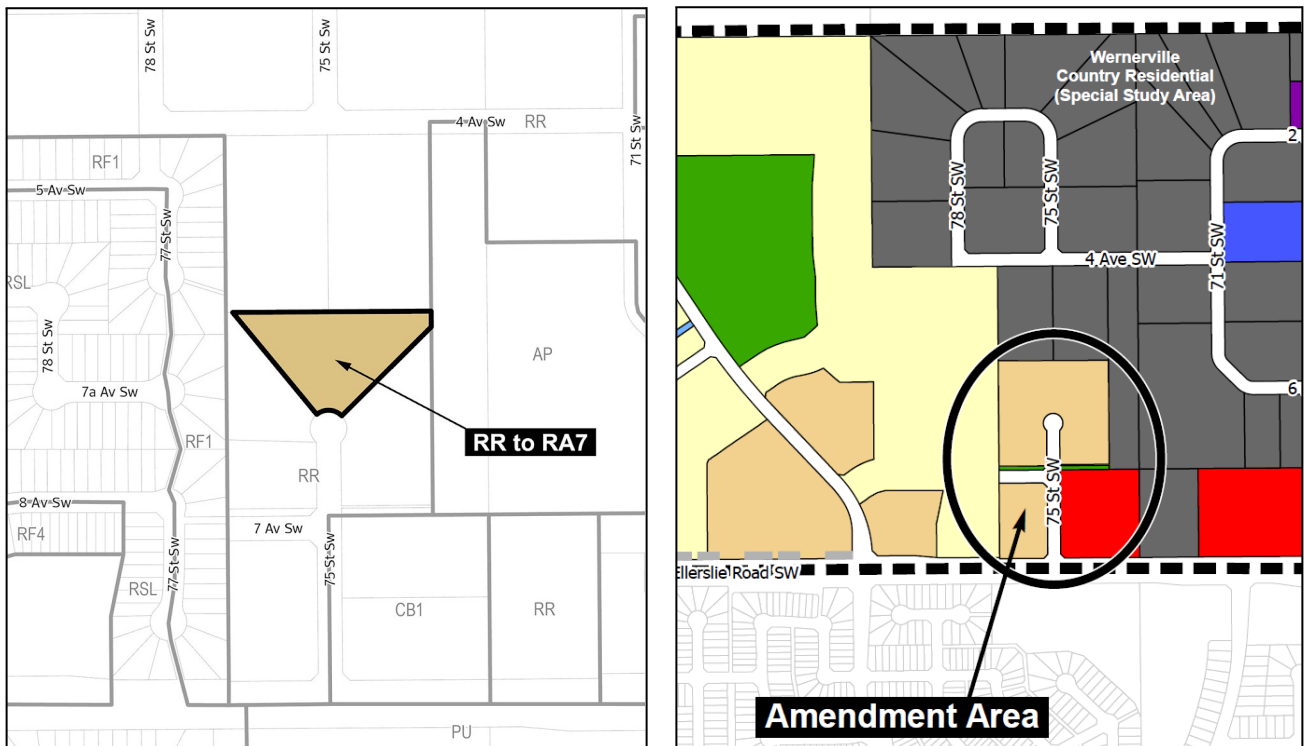 78 St SW
75 St SW
4 Av Sw
RR
71 St SW
RF1
5 Av Sw
77 St Sw
RSL
78 St SW
AP
7a Av Sw
RF1
RR to RA7
RR
8 Av Sw
7 Av Sw
RF4
75 St Sw
77 St Sw
RSL
CB1
RR
PU
Wernerville
Country Residential
(Special Study Area)
2
78 St SW
75 St SW
71 St SW
4 Ave SW
6
75 St SW
Ellerslie Road SW
Amendment Area